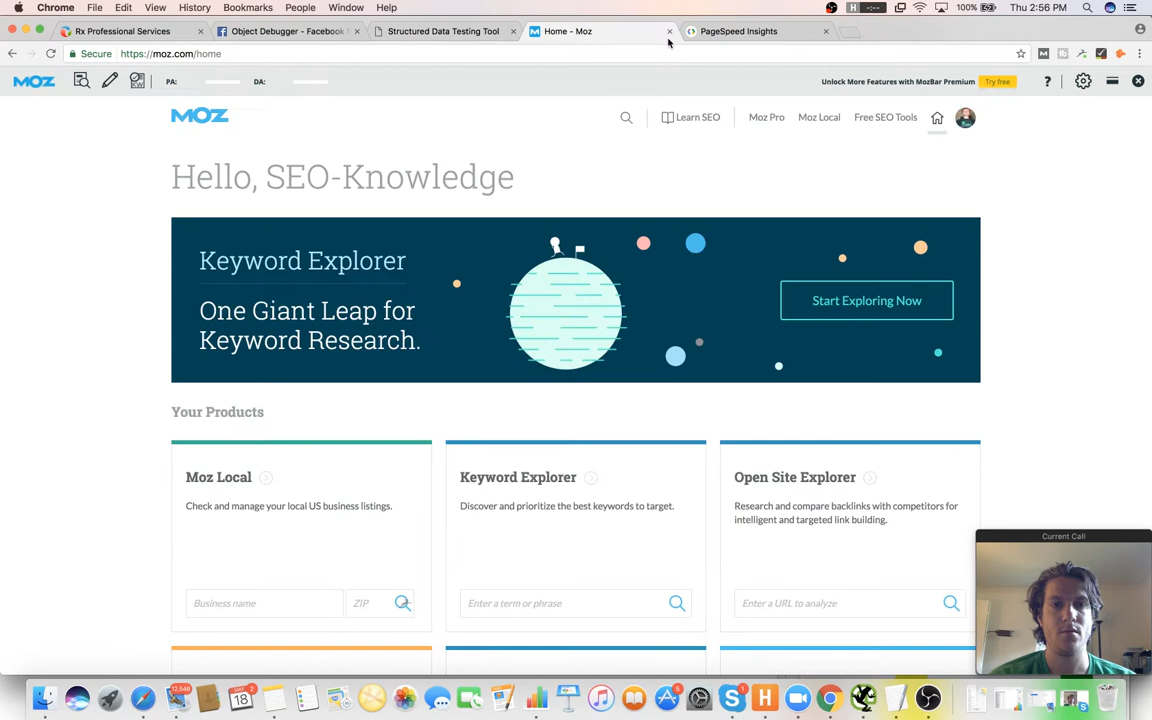 Chrome File Edit View History Bookmarks People Window Help 100% Thu 2:56 PM
Rx Professional Services Object Debugger - Facebook Structured Data Testing Tool Home - Moz PageSpeed Insights
Secure https://moz.com/home
MOZ PA: DA: Unlock More Features with MozBar Premium Try free ?
MOZ Learn SEO Moz Pro Moz Local Free SEO Tools
Hello, SEO-Knowledge
Keyword Explorer
One Giant Leap for
Keyword Research.
Start Exploring Now
Your Products
Moz Local Keyword Explorer Open Site Explorer
Check and manage your local US business listings. Discover and prioritize the best keywords to target. Research and compare backlinks with competitors for
intelligent and targeted link building.
Current Call
Business name ZIP Enter a term or phrase Enter a URL to analyze
12,546
18